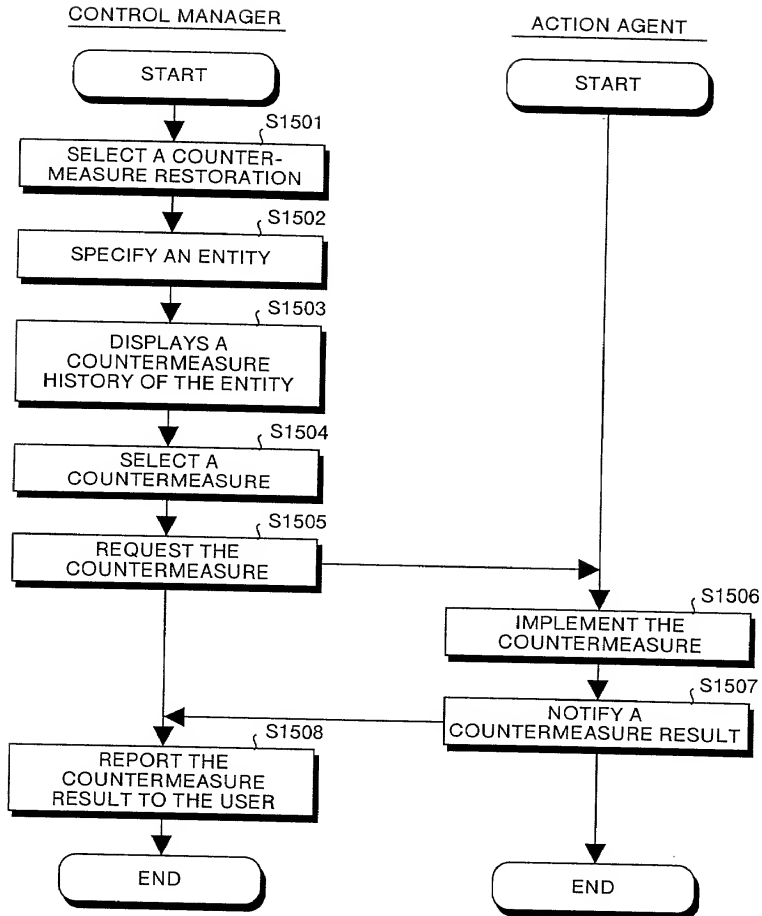 CONTROL MANAGER
START
S1501
SELECT A COUNTER-
MEASURE RESTORATION
S1502
SPECIFY AN ENTITY
S1503
DISPLAYS A
COUNTERMEASURE
HISTORY OF THE ENTITY
S1504
SELECT A
COUNTERMEASURE
S1505
REQUEST THE
COUNTERMEASURE
S1508
REPORT THE
COUNTERMEASURE
RESULT TO THE USER
END
ACTION AGENT
START
S1506
IMPLEMENT THE
COUNTERMEASURE
S1507
NOTIFY A
COUNTERMEASURE RESULT
END